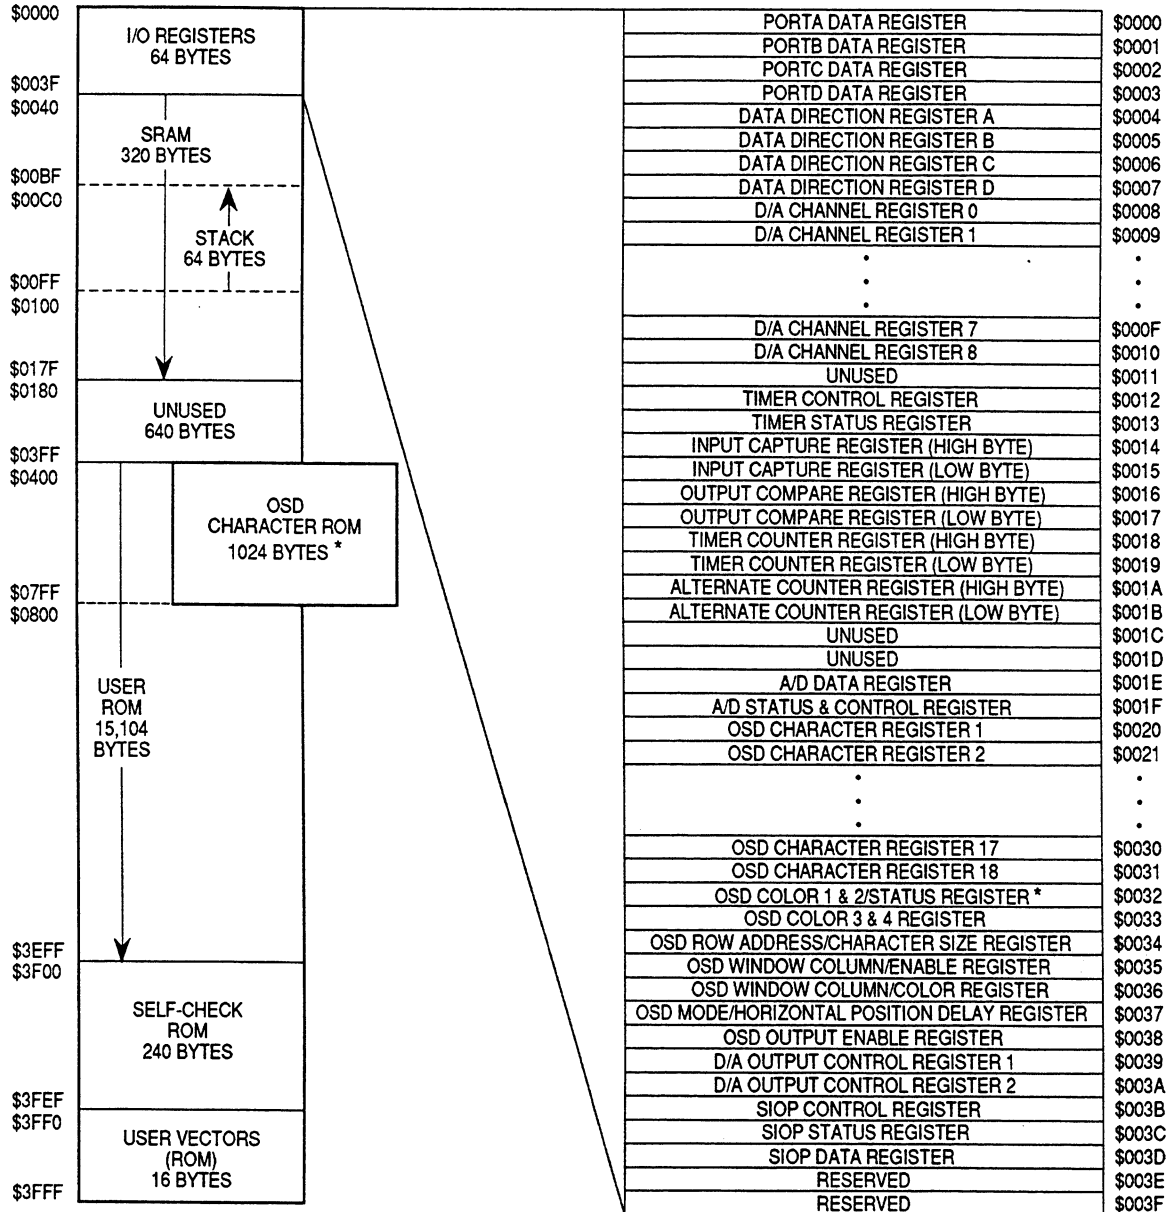 $0000
I/O REGISTERS
64 BYTES
$003F
$0040
SRAM
320 BYTES
$00BF
$00C0
STACK
64 BYTES
$00FF
$0100
$017F
$0180
UNUSED
640 BYTES
$03FF
$0400
OSD
CHARACTER ROM
1024 BYTES *
$07FF
$0800
USER
ROM
15,104
BYTES
$3EFF
$3F00
SELF-CHECK
ROM
240 BYTES
$3FEF
$3FF0
USER VECTORS
(ROM)
16 BYTES
$3FFF
PORTA DATA REGISTER $0000
PORTB DATA REGISTER $0001
PORTC DATA REGISTER $0002
PORTD DATA REGISTER $0003
DATA DIRECTION REGISTER A $0004
DATA DIRECTION REGISTER B $0005
DATA DIRECTION REGISTER C $0006
DATA DIRECTION REGISTER D $0007
D/A CHANNEL REGISTER 0 $0008
D/A CHANNEL REGISTER 1 $0009
• •
• •
• •
D/A CHANNEL REGISTER 7 $000F
D/A CHANNEL REGISTER 8 $0010
UNUSED $0011
TIMER CONTROL REGISTER $0012
TIMER STATUS REGISTER $0013
INPUT CAPTURE REGISTER (HIGH BYTE) $0014
INPUT CAPTURE REGISTER (LOW BYTE) $0015
OUTPUT COMPARE REGISTER (HIGH BYTE) $0016
OUTPUT COMPARE REGISTER (LOW BYTE) $0017
TIMER COUNTER REGISTER (HIGH BYTE) $0018
TIMER COUNTER REGISTER (LOW BYTE) $0019
ALTERNATE COUNTER REGISTER (HIGH BYTE) $001A
ALTERNATE COUNTER REGISTER (LOW BYTE) $001B
UNUSED $001C
UNUSED $001D
A/D DATA REGISTER $001E
A/D STATUS & CONTROL REGISTER $001F
OSD CHARACTER REGISTER 1 $0020
OSD CHARACTER REGISTER 2 $0021
• •
• •
• •
OSD CHARACTER REGISTER 17 $0030
OSD CHARACTER REGISTER 18 $0031
OSD COLOR 1 & 2/STATUS REGISTER * $0032
OSD COLOR 3 & 4 REGISTER $0033
OSD ROW ADDRESS/CHARACTER SIZE REGISTER $0034
OSD WINDOW COLUMN/ENABLE REGISTER $0035
OSD WINDOW COLUMN/COLOR REGISTER $0036
OSD MODE/HORIZONTAL POSITION DELAY REGISTER $0037
OSD OUTPUT ENABLE REGISTER $0038
D/A OUTPUT CONTROL REGISTER 1 $0039
D/A OUTPUT CONTROL REGISTER 2 $003A
SIOP CONTROL REGISTER $003B
SIOP STATUS REGISTER $003C
SIOP DATA REGISTER $003D
RESERVED $003E
RESERVED $003F